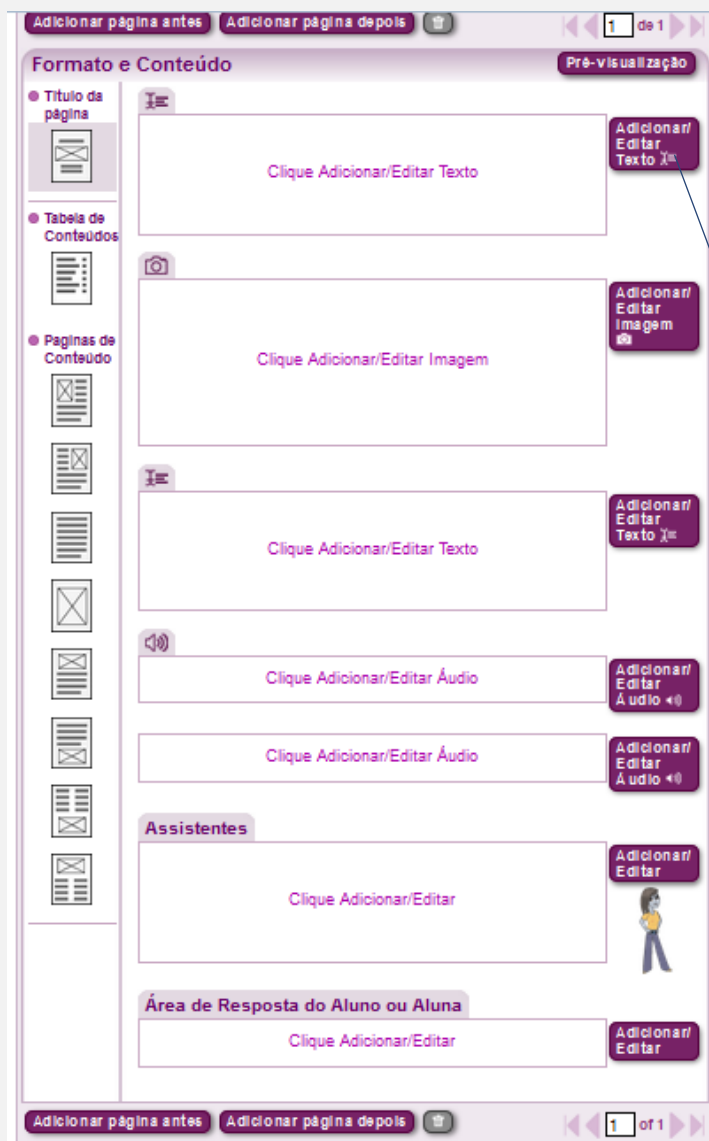 Adicionar página antes Adicionar página depois 1 de 1
Formato e Conteúdo Pré-visualização
Título da
página
Adicionar/
Editar
Texto
Clique Adicionar/Editar Texto
Tabela de
Conteúdos
Adicionar/
Editar
Imagem
Paginas de
Conteúdo
Clique Adicionar/Editar Imagem
Adicionar/
Editar
Texto
Clique Adicionar/Editar Texto
Clique Adicionar/Editar Áudio
Adicionar/
Editar
Áudio
Clique Adicionar/Editar Áudio
Adicionar/
Editar
Áudio
Assistentes
Adicionar/
Editar
Clique Adicionar/Editar
Área de Resposta do Aluno ou Aluna
Clique Adicionar/Editar
Adicionar/
Editar
Adicionar página antes Adicionar página depois 1 of 1